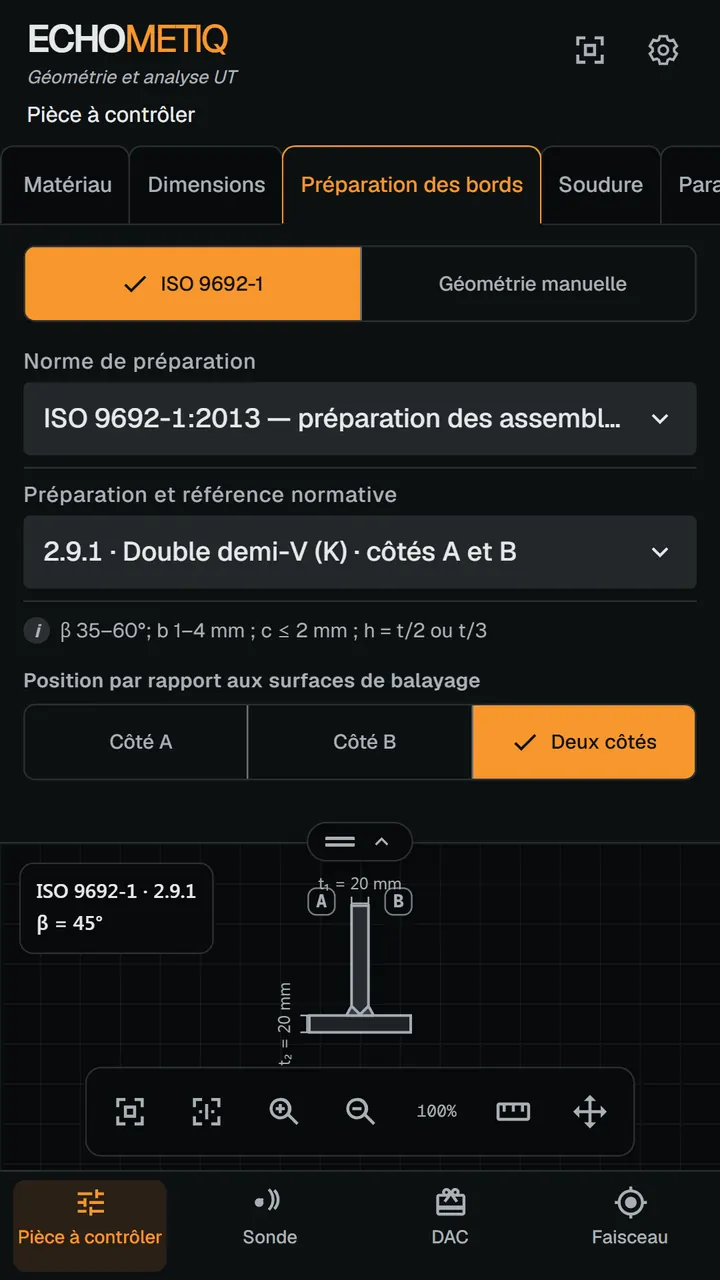 ECHOMETIQ
Géométrie et analyse UT
Pièce à contrôler
Matériau
Dimensions
Préparation des bords
Soudure
Para
ISO 9692-1
Géométrie manuelle
Norme de préparation
ISO 9692-1:2013 — préparation des assembl...
Préparation et référence normative
2.9.1 · Double demi-V (K) · côtés A et B
i β 35–60°; b 1–4 mm ; c ≤ 2 mm ; h = t/2 ou t/3
Position par rapport aux surfaces de balayage
Côté A
Côté B
Deux côtés
ISO 9692-1 · 2.9.1
β = 45°
t₁ = 20 mm
A
B
t₂ = 20 mm
100%
Pièce à contrôler
Sonde
DAC
Faisceau